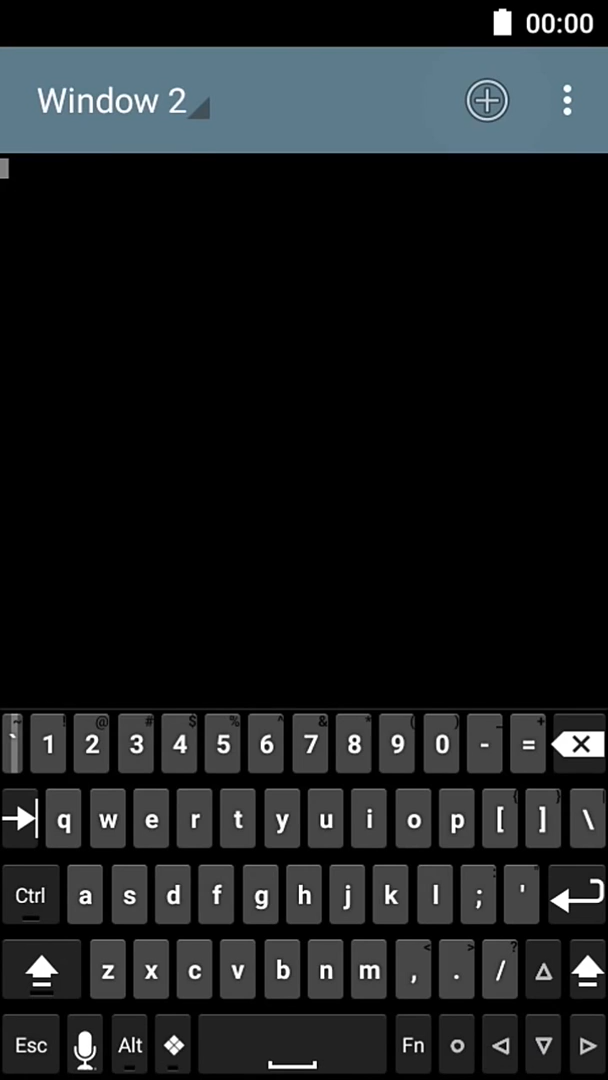 00:00
Window 2
~ ! @ # $ % ^ & * ( ) _ +
` 1 2 3 4 5 6 7 8 9 0 - =
{ }
q w e r t y u i o p [ ] \
: "
Ctrl a s d f g h j k l ; '
< > ?
z x c v b n m , . /
Esc Alt Fn